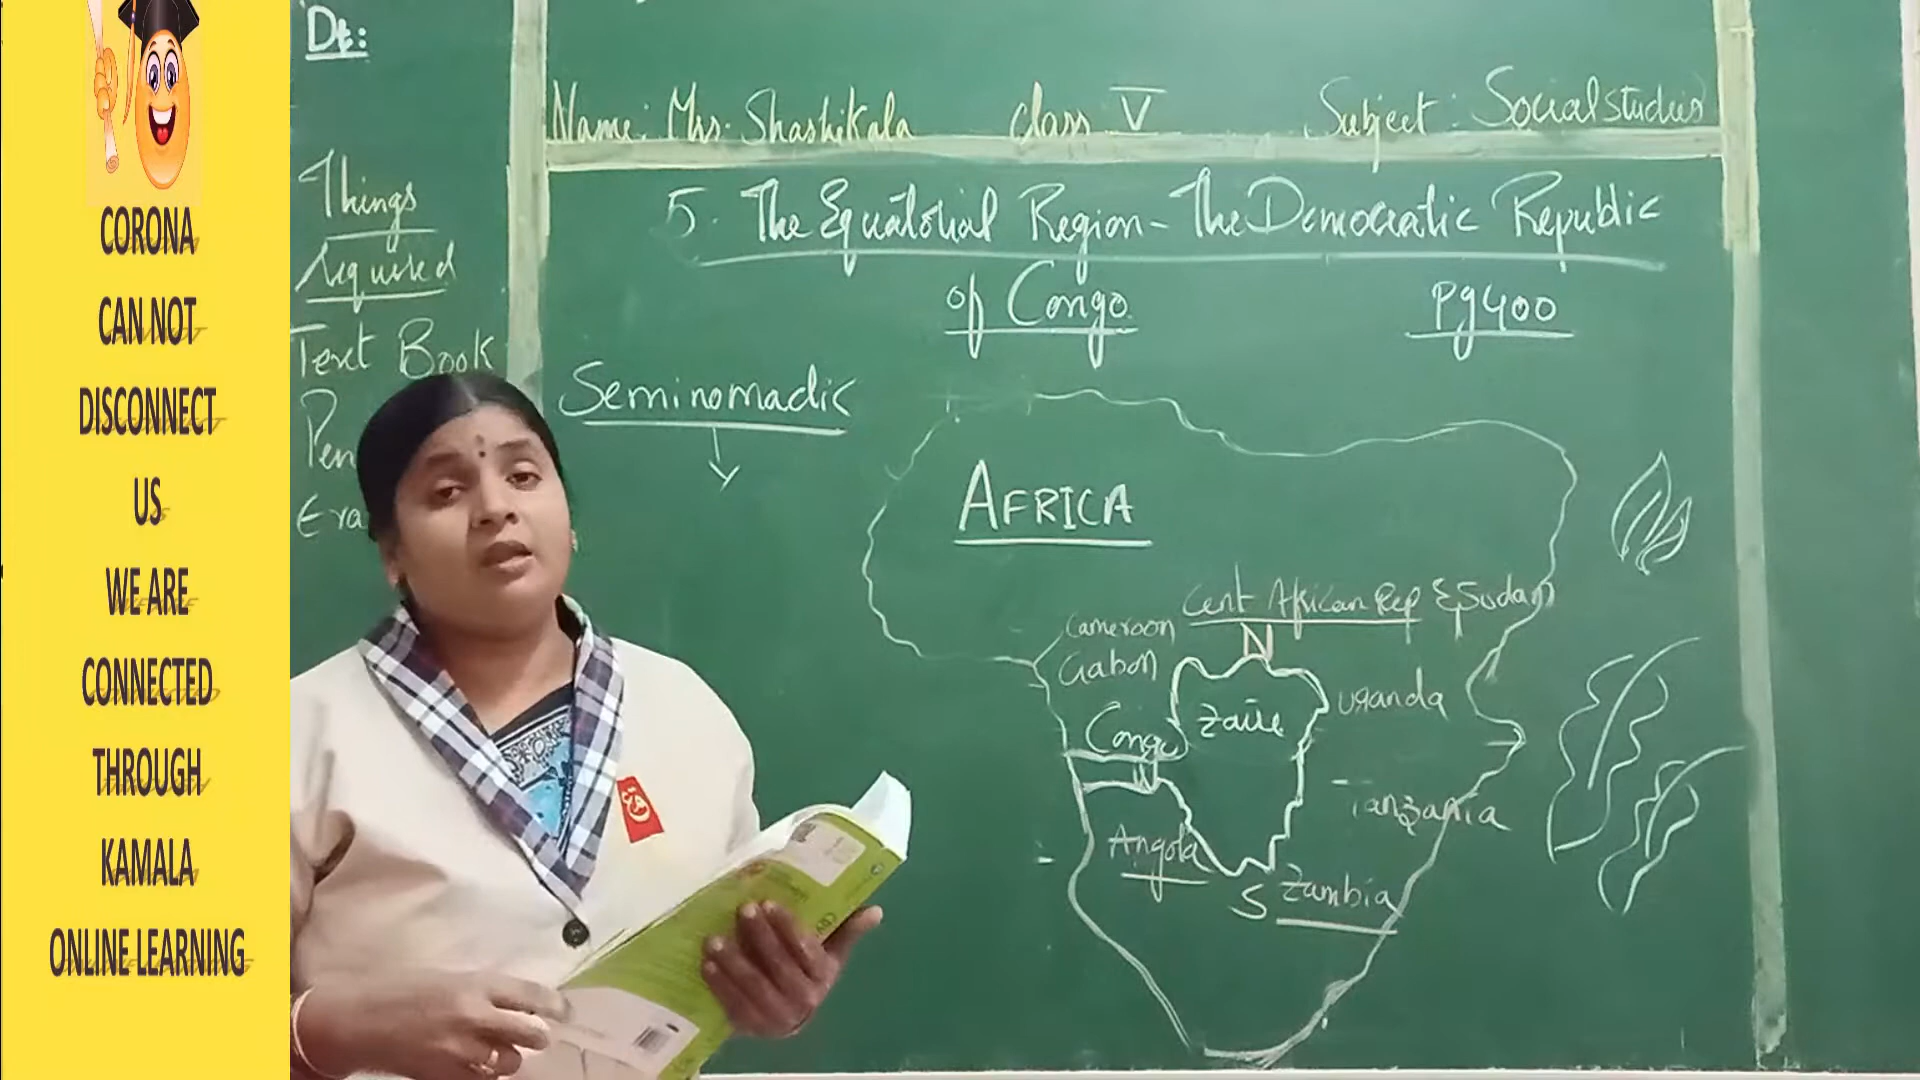 CORONA
CAN NOT
DISCONNECT
US
WE ARE
CONNECTED
THROUGH
KAMALA
ONLINE LEARNING
Dt:
Things
required
Text Book
Pen
Era
Name: Mrs. Shashikala class V Subject: Social studies
5. The Equatorial Region - The Democratic Republic
of Congo Pg 400
Seminomadic
AFRICA
Cent African Rep & Sudan
N
Cameroon
Gabon
Congo
Zaire
Uganda
W
Tanzania
Angola
S Zambia